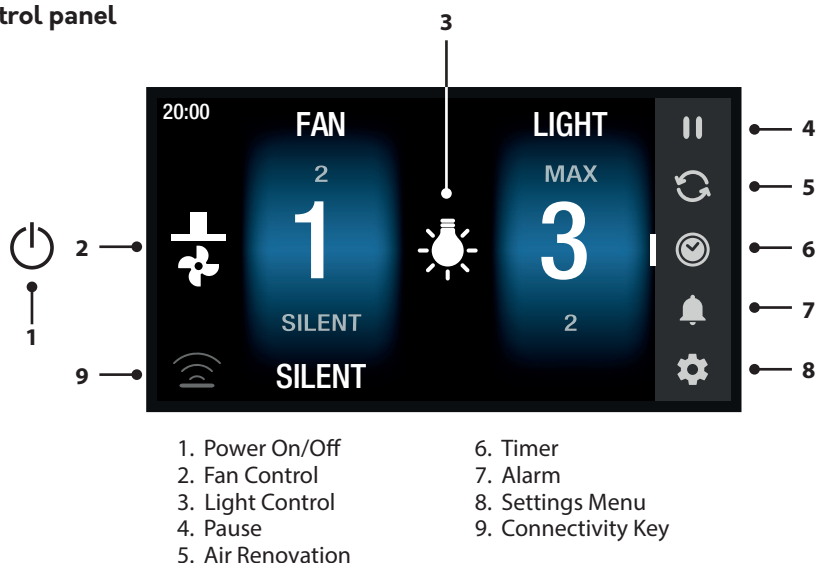 trol panel
3
20:00
FAN
LIGHT
2
MAX
1
3
SILENT
2
SILENT
4
5
6
7
8
2
1
9
1. Power On/Off
2. Fan Control
3. Light Control
4. Pause
5. Air Renovation
6. Timer
7. Alarm
8. Settings Menu
9. Connectivity Key